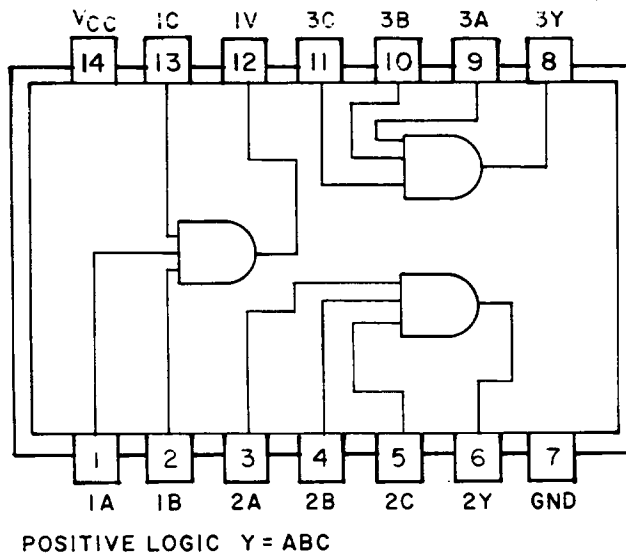 VCC 1C 1V 3C 3B 3A 3Y
14 13 12 11 10 9 8
1 2 3 4 5 6 7
1A 1B 2A 2B 2C 2Y GND
POSITIVE LOGIC Y = ABC